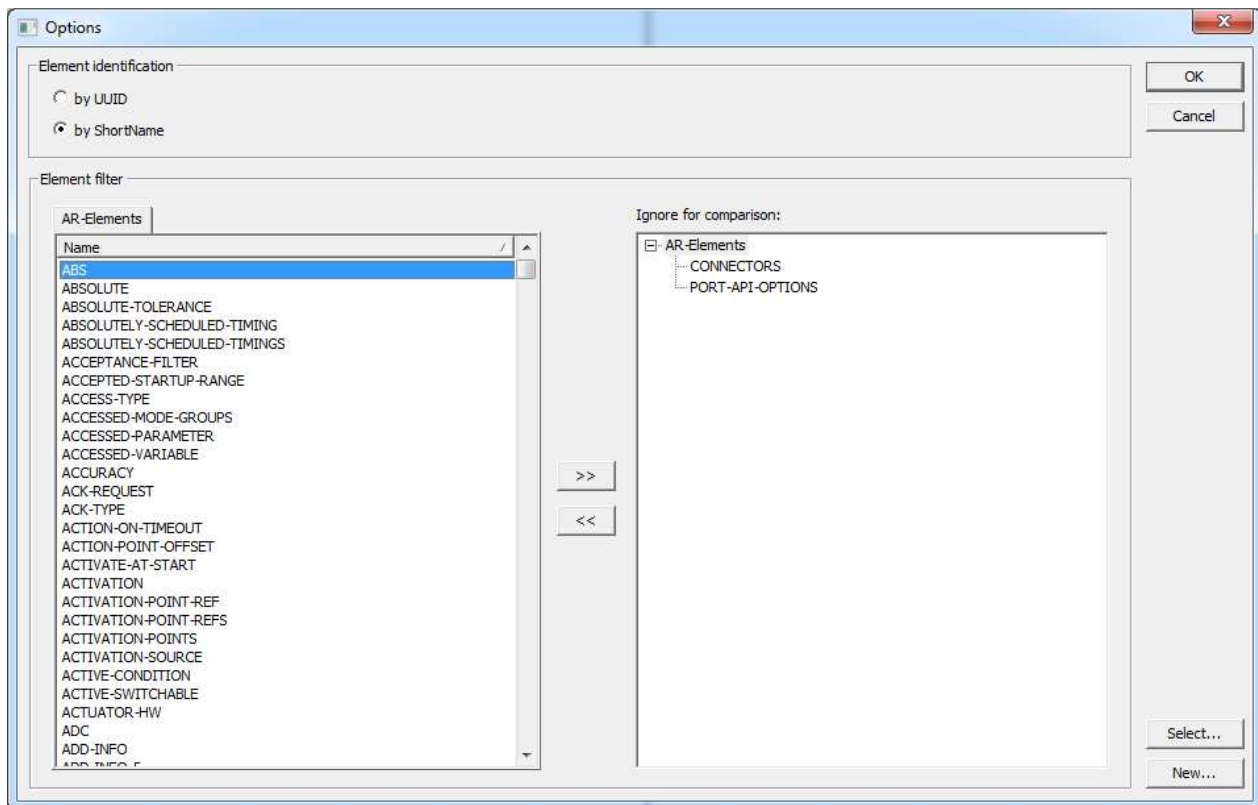 Options
Element identification
by UUID
by ShortName
OK
Cancel
Element filter
AR-Elements
Name
ABS
ABSOLUTE
ABSOLUTE-TOLERANCE
ABSOLUTELY-SCHEDULED-TIMING
ABSOLUTELY-SCHEDULED-TIMINGS
ACCEPTANCE-FILTER
ACCEPTED-STARTUP-RANGE
ACCESS-TYPE
ACCESSED-MODE-GROUPS
ACCESSED-PARAMETER
ACCESSED-VARIABLE
ACCURACY
ACK-REQUEST
ACK-TYPE
ACTION-ON-TIMEOUT
ACTION-POINT-OFFSET
ACTIVATE-AT-START
ACTIVATION
ACTIVATION-POINT-REF
ACTIVATION-POINT-REFS
ACTIVATION-POINTS
ACTIVATION-SOURCE
ACTIVE-CONDITION
ACTIVE-SWITCHABLE
ACTUATOR-HW
ADC
ADD-INFO
>>
<<
Ignore for comparison:
AR-Elements
CONNECTORS
PORT-API-OPTIONS
Select...
New...